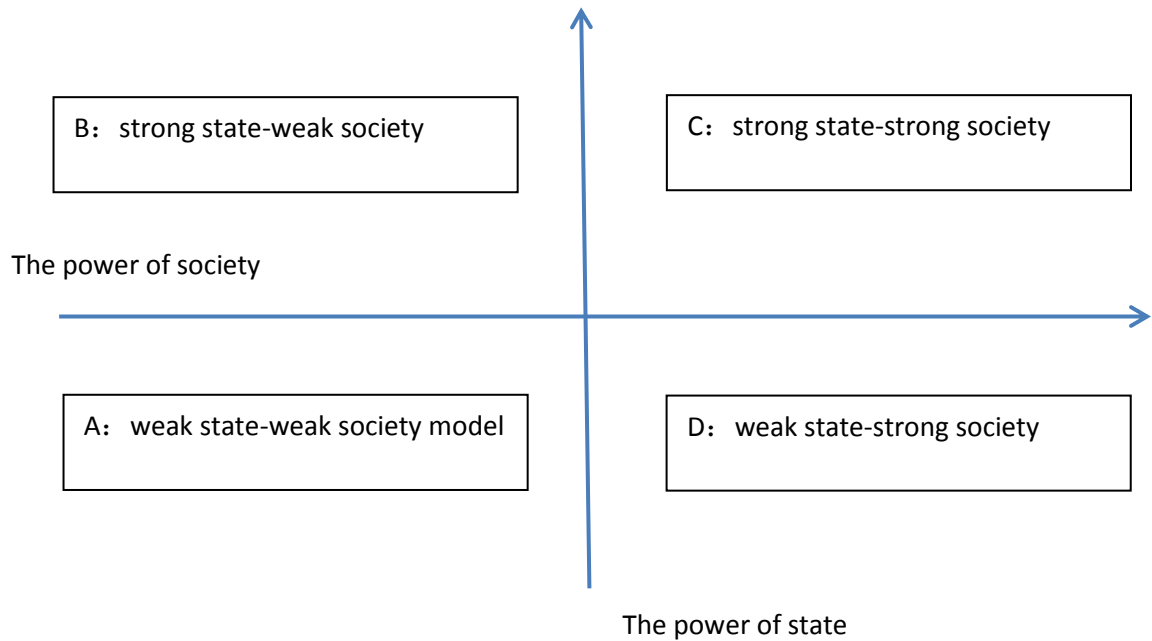 B： strong state-weak society
C： strong state-strong society
The power of society
A： weak state-weak society model
D： weak state-strong society
The power of state